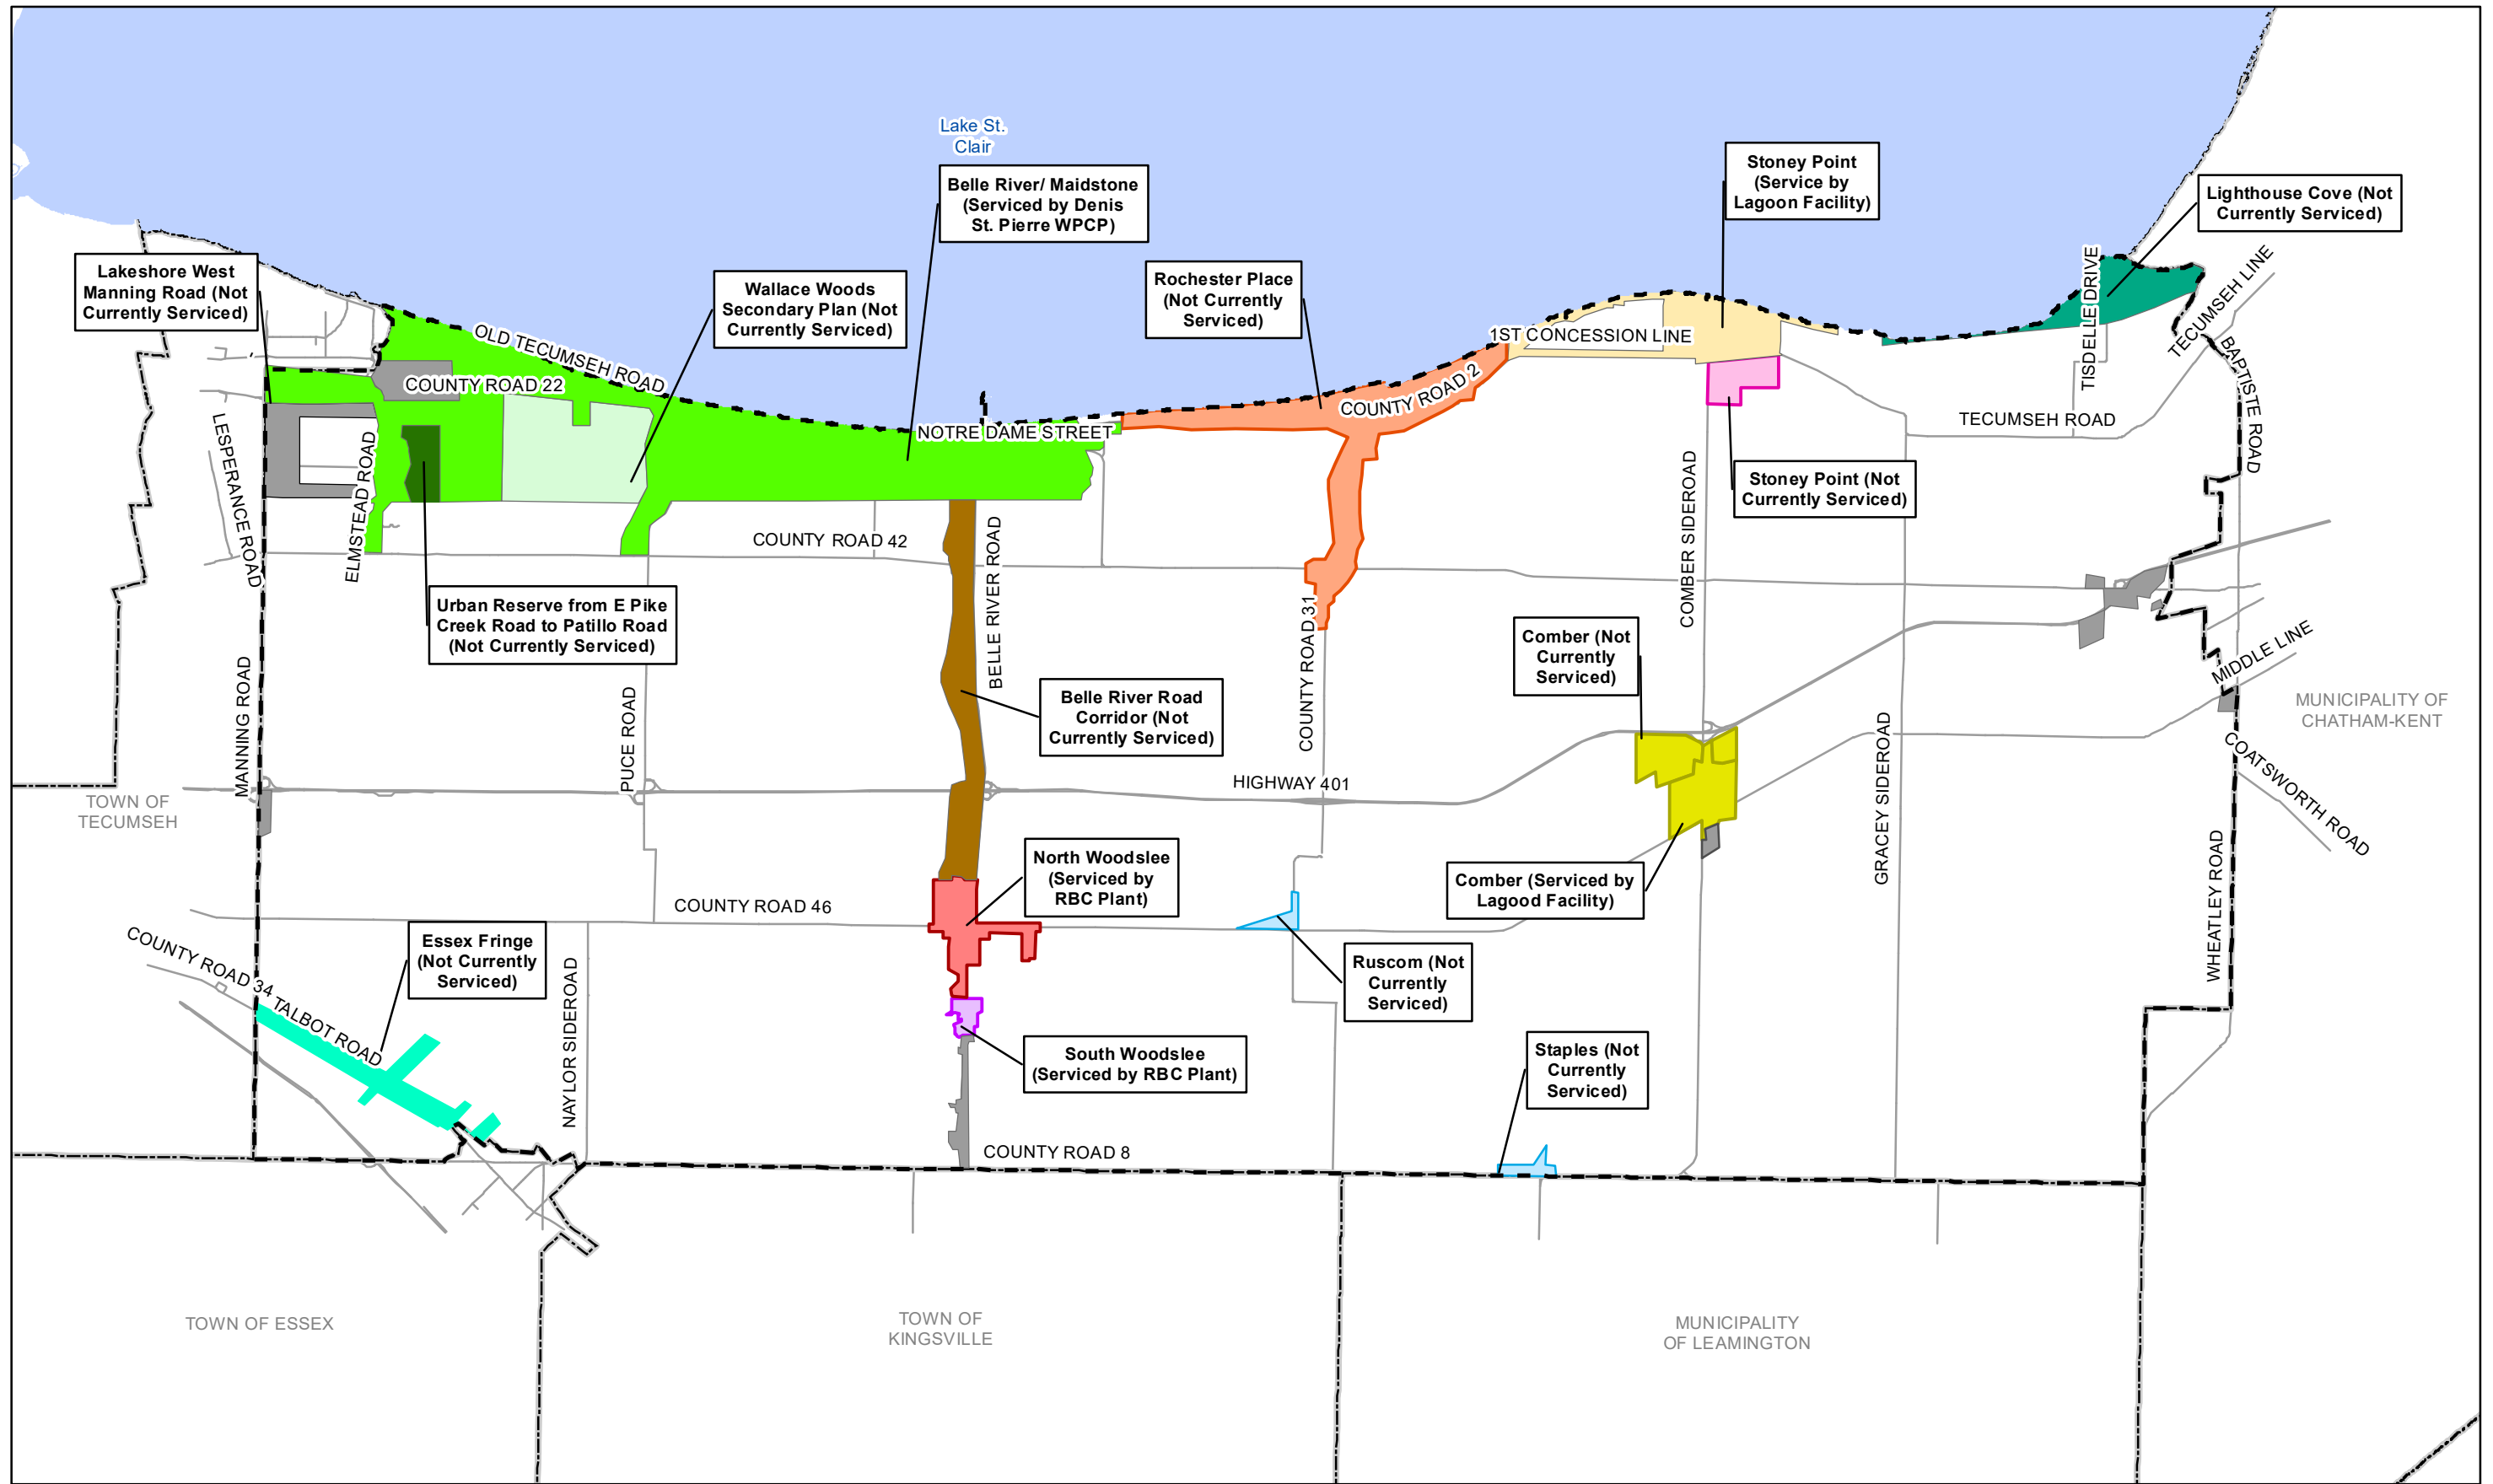 Lake St.
Clair
Belle River/ Maidstone
(Serviced by Denis
St. Pierre WPCP)
Stoney Point
(Service by
Lagoon Facility)
Lighthouse Cove (Not
Currently Serviced)
Lakeshore West
Manning Road (Not
Currently Serviced)
Wallace Woods
Secondary Plan (Not
Currently Serviced)
Rochester Place
(Not Currently
Serviced)
OLD TECUMSEH ROAD
COUNTY ROAD 22
NOTRE DAME STREET
COUNTY ROAD 2
1ST CONCESSION LINE
TISDELLE DRIVE
TECUMSEH LINE
BAPTISTE ROAD
TECUMSEH ROAD
LESPERANCE ROAD
ELMSTEAD ROAD
Stoney Point (Not
Currently Serviced)
COUNTY ROAD 42
BELLE RIVER ROAD
COMBER SIDEROAD
Urban Reserve from E Pike
Creek Road to Patillo Road
(Not Currently Serviced)
Comber (Not
Currently
Serviced)
COUNTY ROAD 31
MIDDLE LINE
MUNICIPALITY OF
CHATHAM-KENT
MANNING ROAD
PUCE ROAD
Belle River Road
Corridor (Not
Currently Serviced)
GRACEY SIDEROAD
COATSWORTH ROAD
HIGHWAY 401
TOWN OF
TECUMSEH
North Woodslee
(Serviced by
RBC Plant)
Comber (Serviced by
Lagood Facility)
WHEATLEY ROAD
COUNTY ROAD 46
COUNTY ROAD 34
TALBOT ROAD
Essex Fringe
(Not Currently
Serviced)
NAYLOR SIDEROAD
Ruscom (Not
Currently
Serviced)
South Woodslee
(Serviced by RBC Plant)
Staples (Not
Currently
Serviced)
COUNTY ROAD 8
TOWN OF ESSEX
TOWN OF
KINGSVILLE
MUNICIPALITY
OF LEAMINGTON